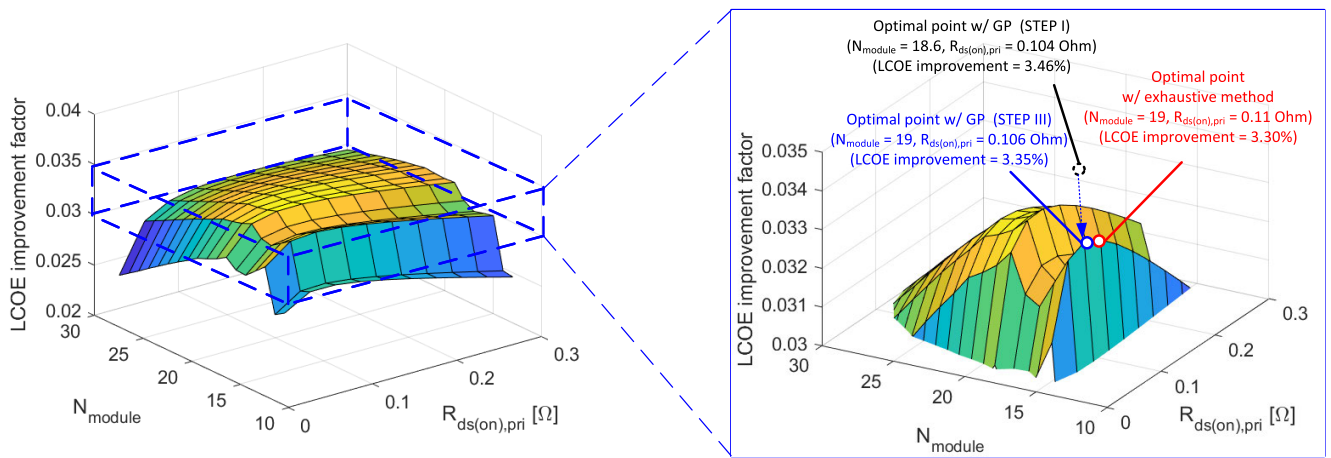 0.04
0.035
0.03
0.025
0.02
LCOE improvement factor
30
25
20
15
10
N_module
0
0.1
0.2
0.3
R_ds(on),pri [Ω]
Optimal point w/ GP (STEP I)
(N_module = 18.6, R_ds(on),pri = 0.104 Ohm)
(LCOE improvement = 3.46%)
Optimal point
w/ exhaustive method
(N_module = 19, R_ds(on),pri = 0.11 Ohm)
(LCOE improvement = 3.30%)
Optimal point w/ GP (STEP III)
(N_module = 19, R_ds(on),pri = 0.106 Ohm)
(LCOE improvement = 3.35%)
0.035
0.034
0.033
0.032
0.031
0.03
LCOE improvement factor
30
25
20
15
10
N_module
0
0.1
0.2
0.3
R_ds(on),pri [Ω]